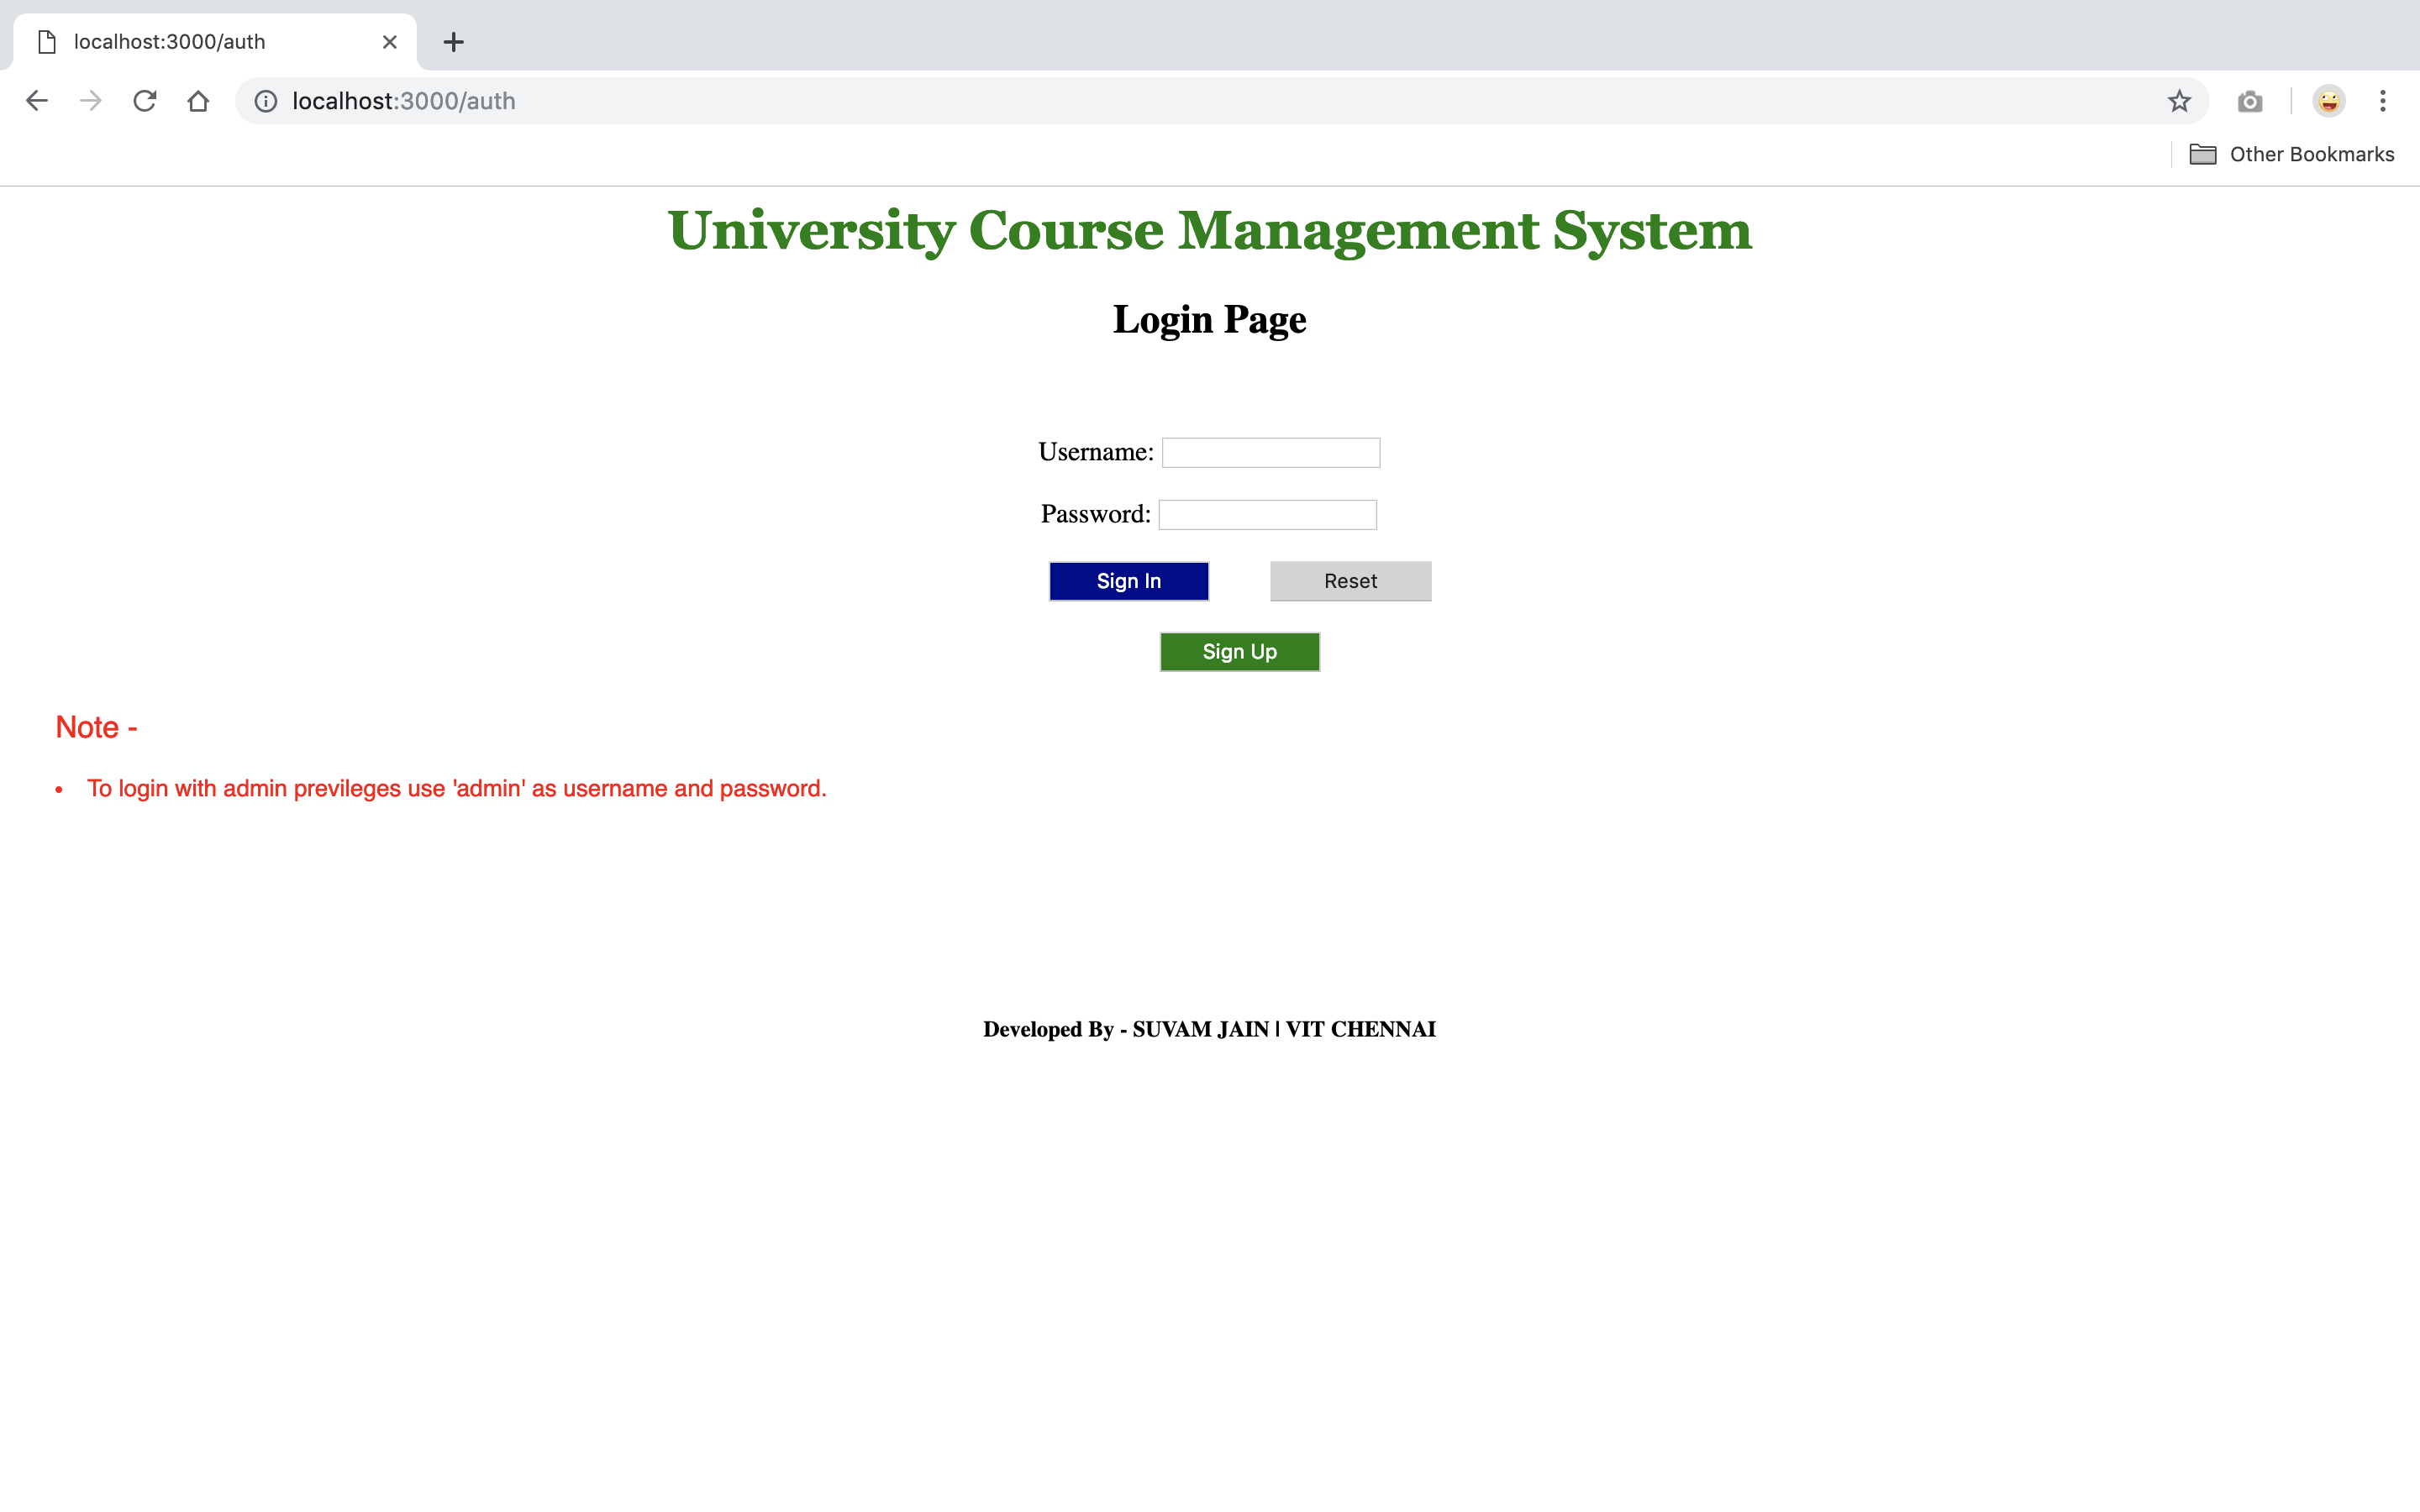 localhost:3000/auth
localhost:3000/auth
Other Bookmarks
University Course Management System
Login Page
Username:
Password:
Sign In Reset
Sign Up
Note -
• To login with admin previleges use 'admin' as username and password.
Developed By - SUVAM JAIN | VIT CHENNAI